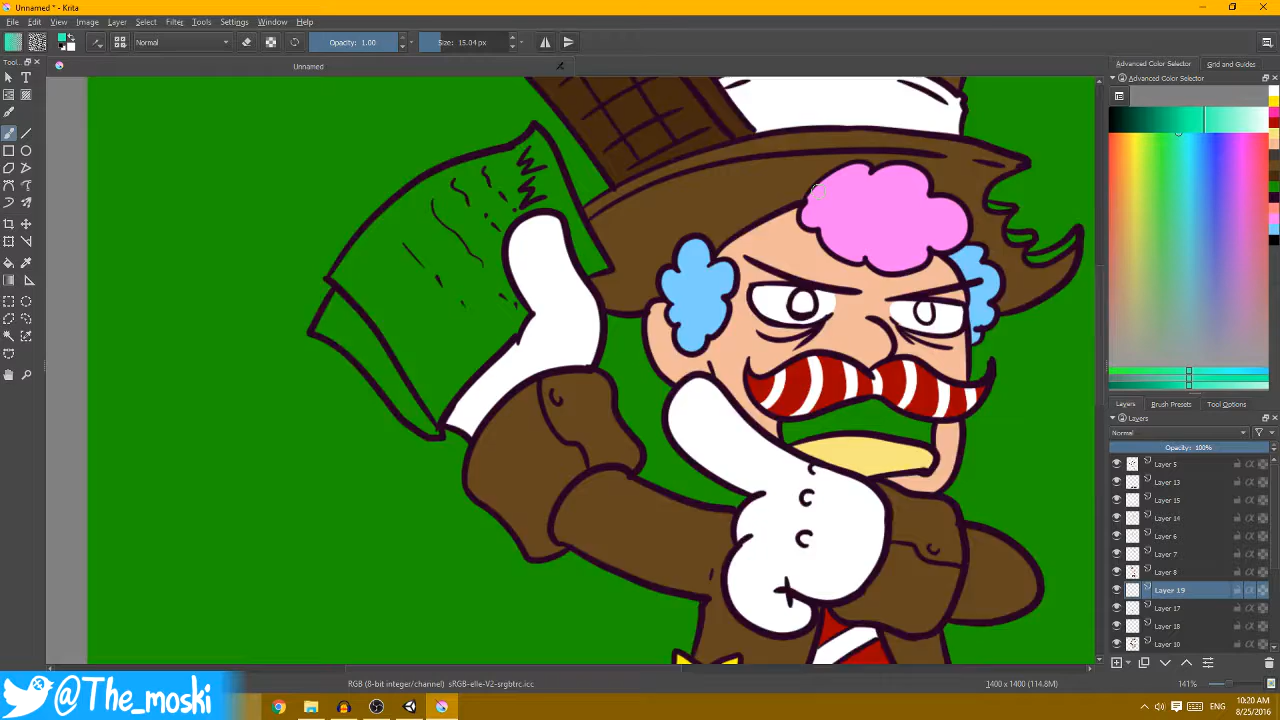 Unnamed * - Krita
File Edit View Image Layer Select Filter Tools Settings Window Help
Normal Opacity: 1.00 Size: 15.04 px
Unnamed
Tool...
Advanced Color Selector Grid and Guides
Advanced Color Selector
Layers Brush Presets Tool Options
Layers
Normal
Opacity: 100%
Layer 5
Layer 13
Layer 15
Layer 14
Layer 6
Layer 7
Layer 8
Layer 19
Layer 17
Layer 18
Layer 10
RGB (8-bit integer/channel) sRGB-elle-V2-srgbtrc.icc 1400 x 1400 (114.8M) 141%
@The_moski
ENG
10:20 AM
8/25/2016